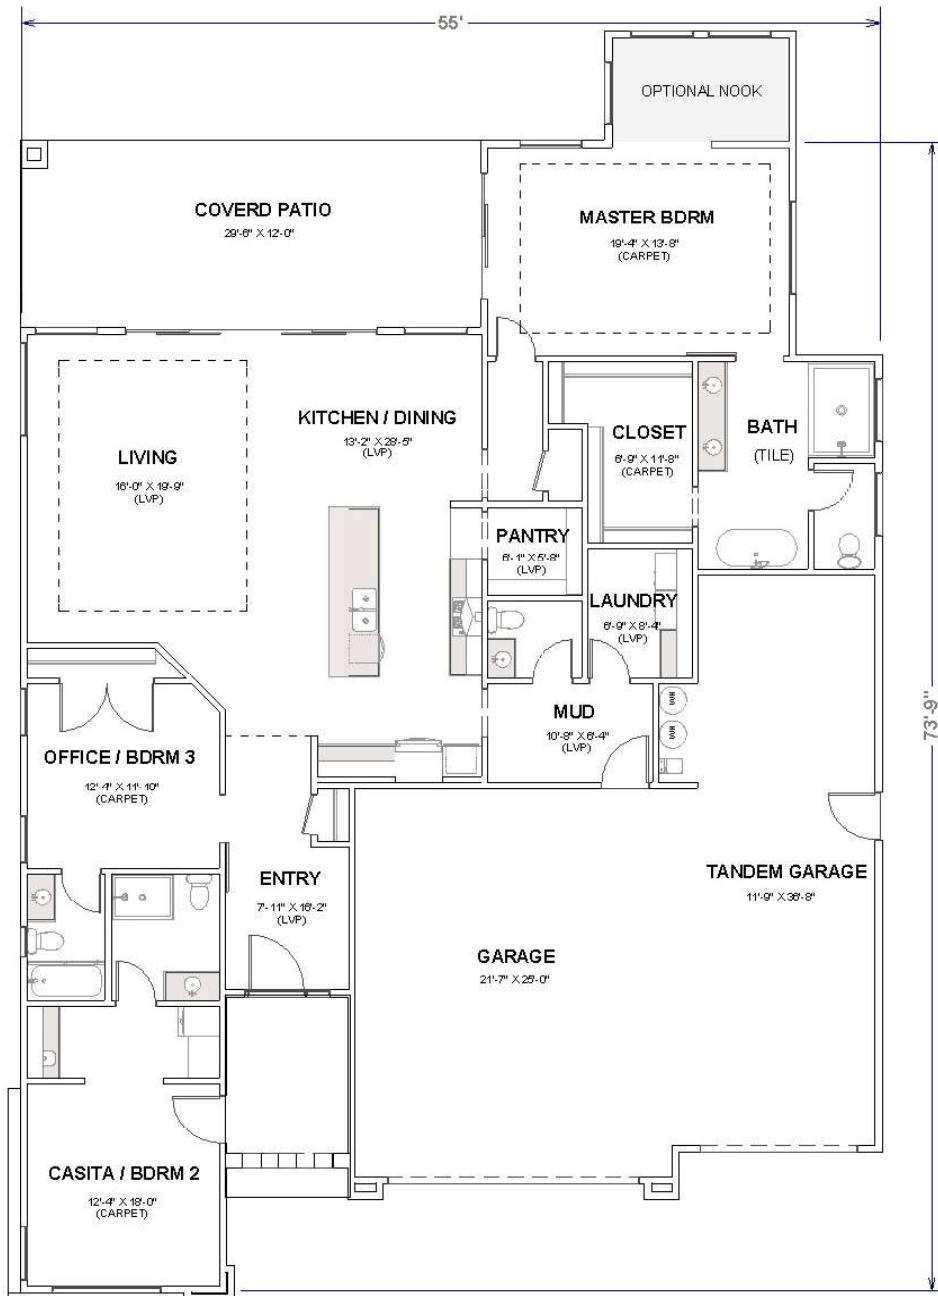 55'
OPTIONAL NOOK
COVERD PATIO
29'-6" X 12'-0"
MASTER BDRM
19'-4" X 13'-8"
(CARPET)
KITCHEN / DINING
13'-2" X 28'-5"
(LVP)
LIVING
16'-0" X 19'-9"
(LVP)
CLOSET
6'-9" X 11'-8"
(CARPET)
BATH
(TILE)
PANTRY
6'-1" X 5'-8"
(LVP)
LAUNDRY
6'-9" X 8'-4"
(LVP)
MUD
10'-8" X 6'-4"
(LVP)
73'-9"
OFFICE / BDRM 3
12'-4" X 11'-10"
(CARPET)
ENTRY
7'-11" X 16'-2"
(LVP)
TANDEM GARAGE
11'-9" X 36'-8"
GARAGE
21'-7" X 25'-0"
CASITA / BDRM 2
12'-4" X 18'-0"
(CARPET)